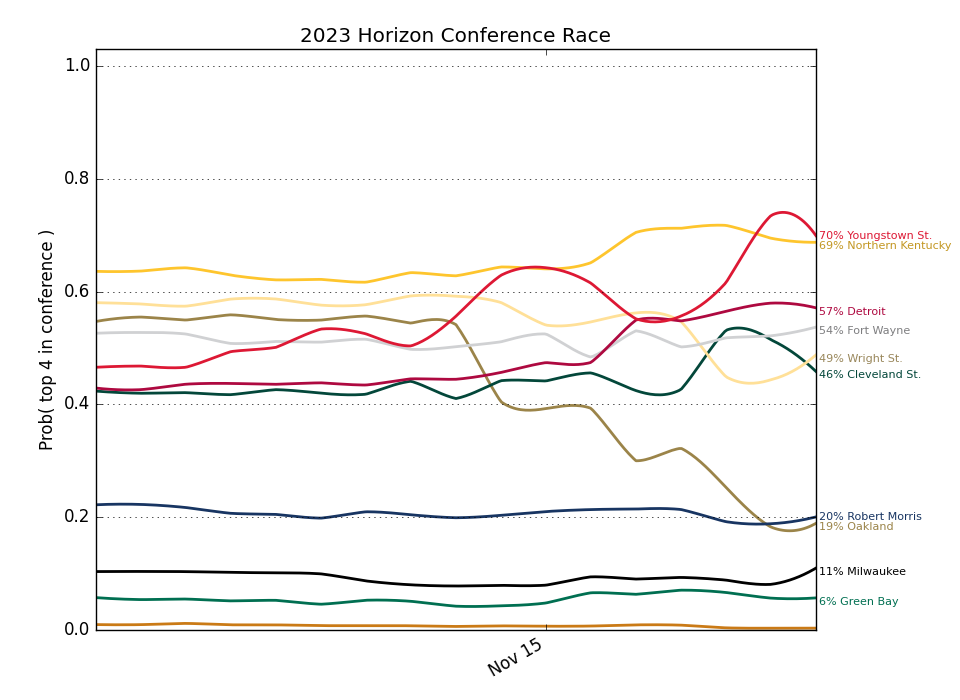 2023 Horizon Conference Race
1.0
0.8
0.6
0.4
0.2
0.0
Prob( top 4 in conference )
Nov 15
70% Youngstown St.
69% Northern Kentucky
57% Detroit
54% Fort Wayne
49% Wright St.
46% Cleveland St.
20% Robert Morris
19% Oakland
11% Milwaukee
6% Green Bay